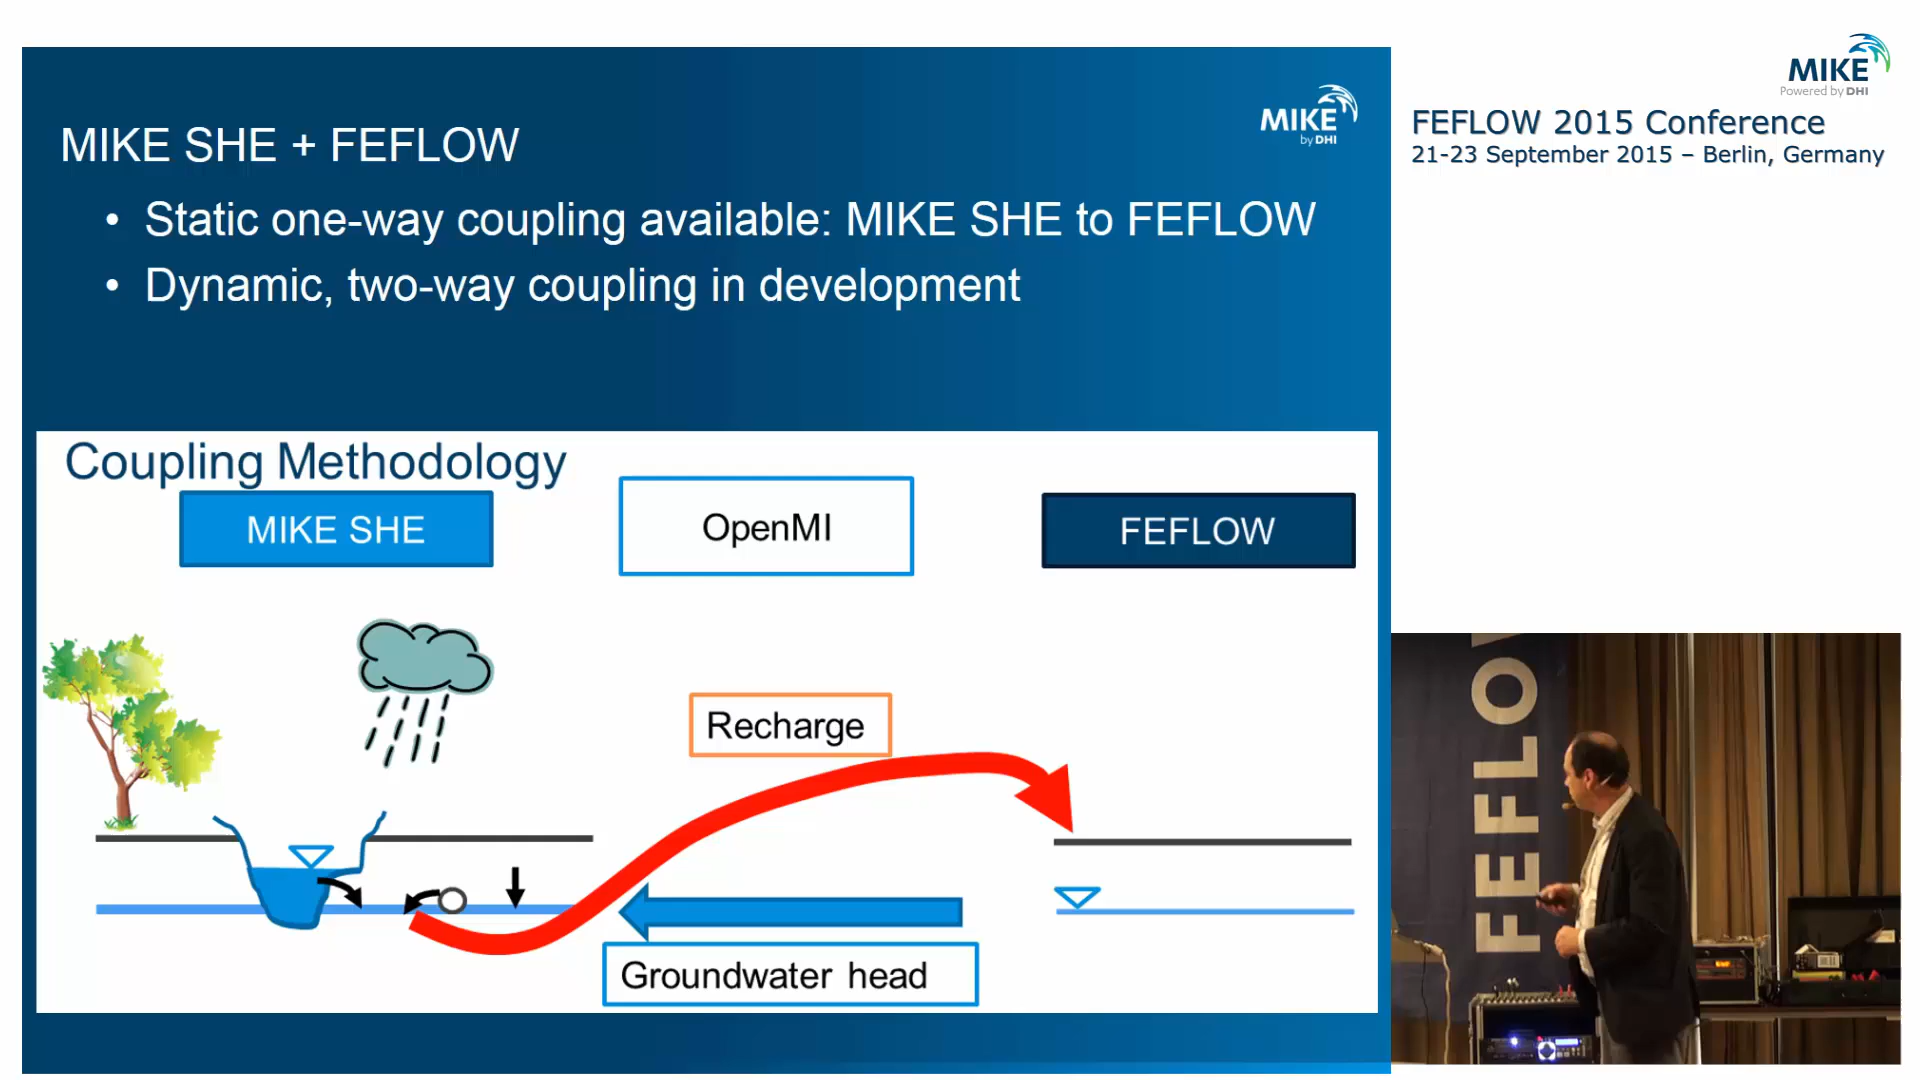 MIKE SHE + FEFLOW
MIKE
by DHI
• Static one-way coupling available: MIKE SHE to FEFLOW
• Dynamic, two-way coupling in development
Coupling Methodology
MIKE SHE
OpenMI
FEFLOW
Recharge
Groundwater head
MIKE
Powered by DHI
FEFLOW 2015 Conference
21-23 September 2015 – Berlin, Germany
FEFLO